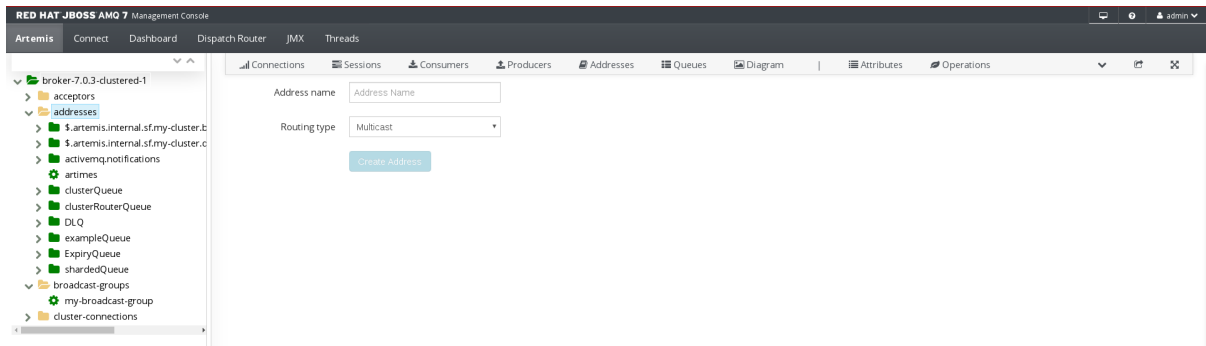 RED HAT JBOSS AMQ 7 Management Console
admin
Artemis Connect Dashboard Dispatch Router JMX Threads
Connections Sessions Consumers Producers Addresses Queues Diagram | Attributes Operations
broker-7.0.3-clustered-1
acceptors
addresses
$.artemis.internal.sf.my-cluster.b
$.artemis.internal.sf.my-cluster.c
activemq.notifications
artimes
clusterQueue
clusterRouterQueue
DLQ
exampleQueue
ExpiryQueue
shardedQueue
broadcast-groups
my-broadcast-group
cluster-connections
Address name Address Name
Routing type Multicast
Create Address